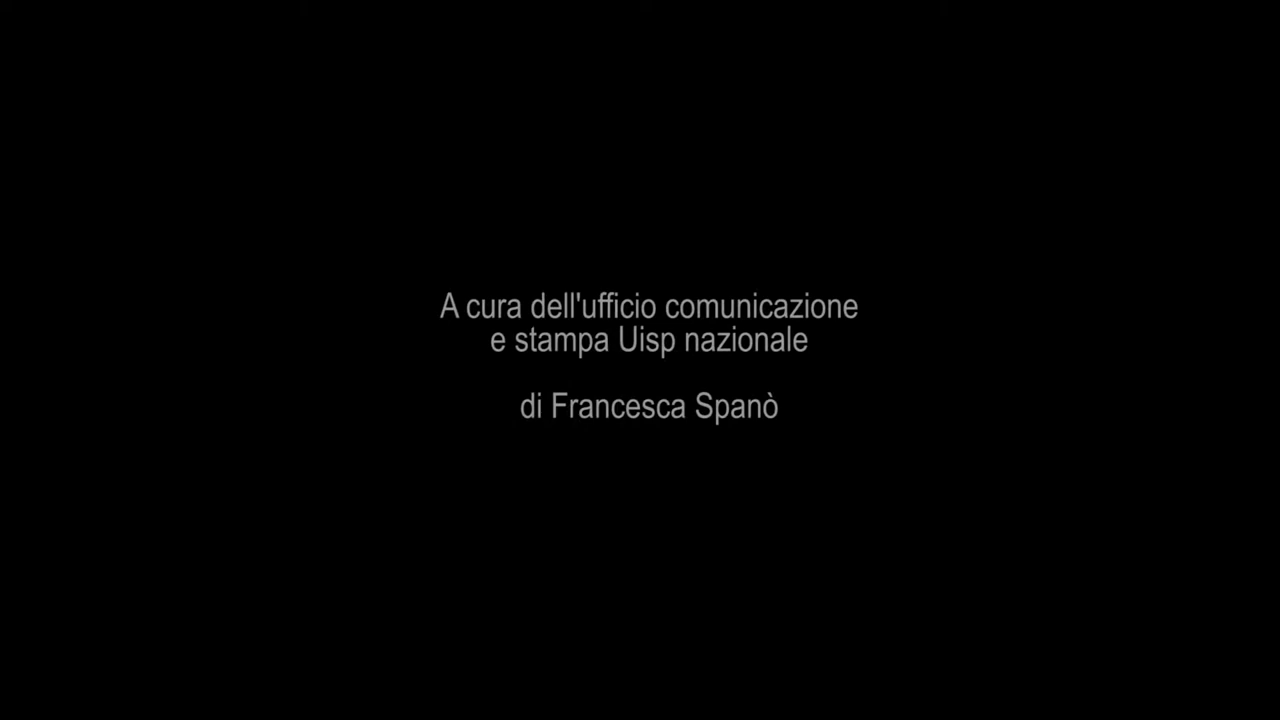 A cura dell'ufficio comunicazione
e stampa Uisp nazionale
di Francesca Spanò